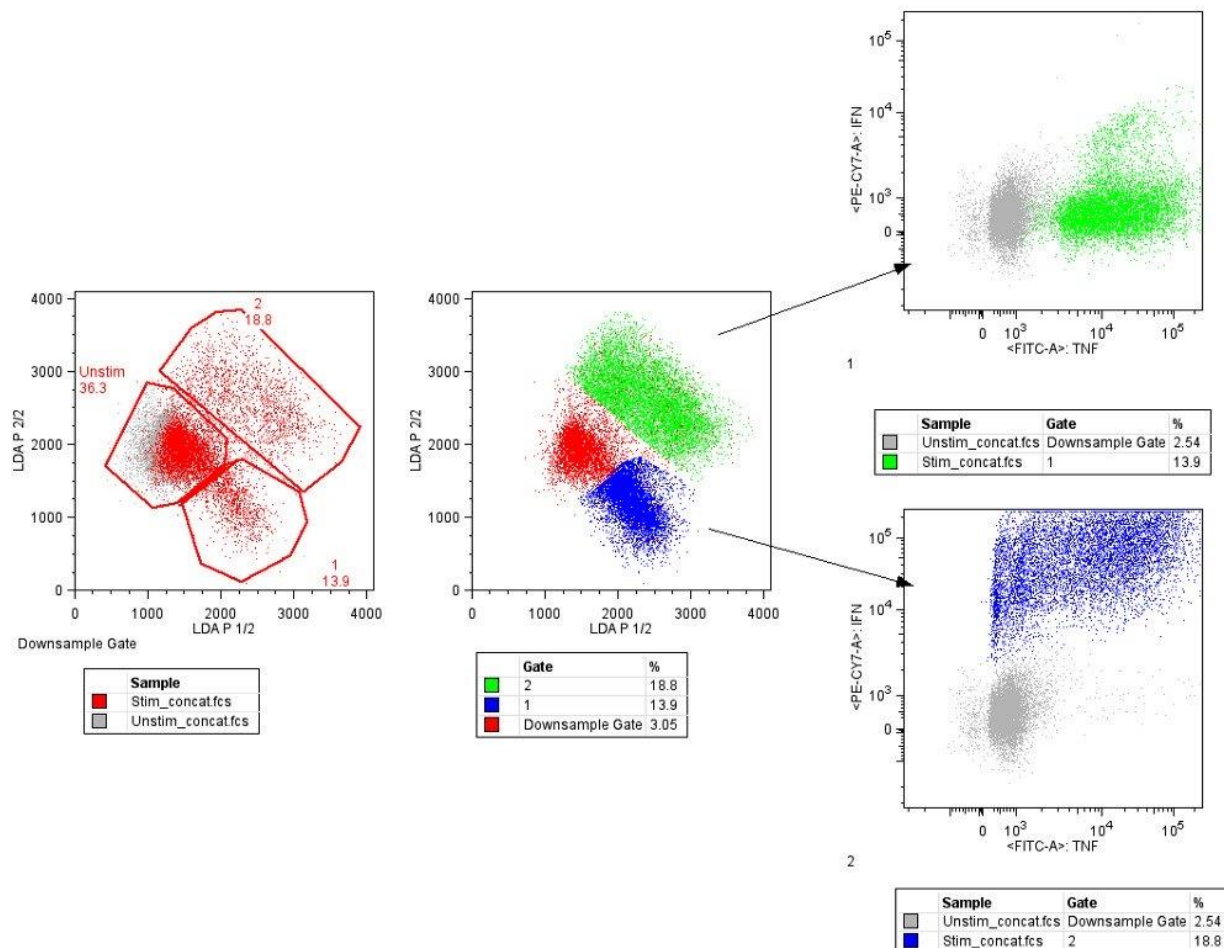 2
18.8
Unstim
36.3
1
13.9
4000
3000
2000
1000
0
LDA P 2/2
0 1000 2000 3000 4000
LDA P 1/2
Downsample Gate
Sample
Stim_concat.fcs
Unstim_concat.fcs
4000
3000
2000
1000
0
LDA P 2/2
0 1000 2000 3000 4000
LDA P 1/2
Gate %
2 18.8
1 13.9
Downsample Gate 3.05
10⁵
10⁴
10³
0
<PE-CY7-A>: IFN
0 10³ 10⁴ 10⁵
<FITC-A>: TNF
1
Sample Gate %
Unstim_concat.fcs Downsample Gate 2.54
Stim_concat.fcs 1 13.9
10⁵
10⁴
10³
0
<PE-CY7-A>: IFN
0 10³ 10⁴ 10⁵
<FITC-A>: TNF
2
Sample Gate %
Unstim_concat.fcs Downsample Gate 2.54
Stim_concat.fcs 2 18.8